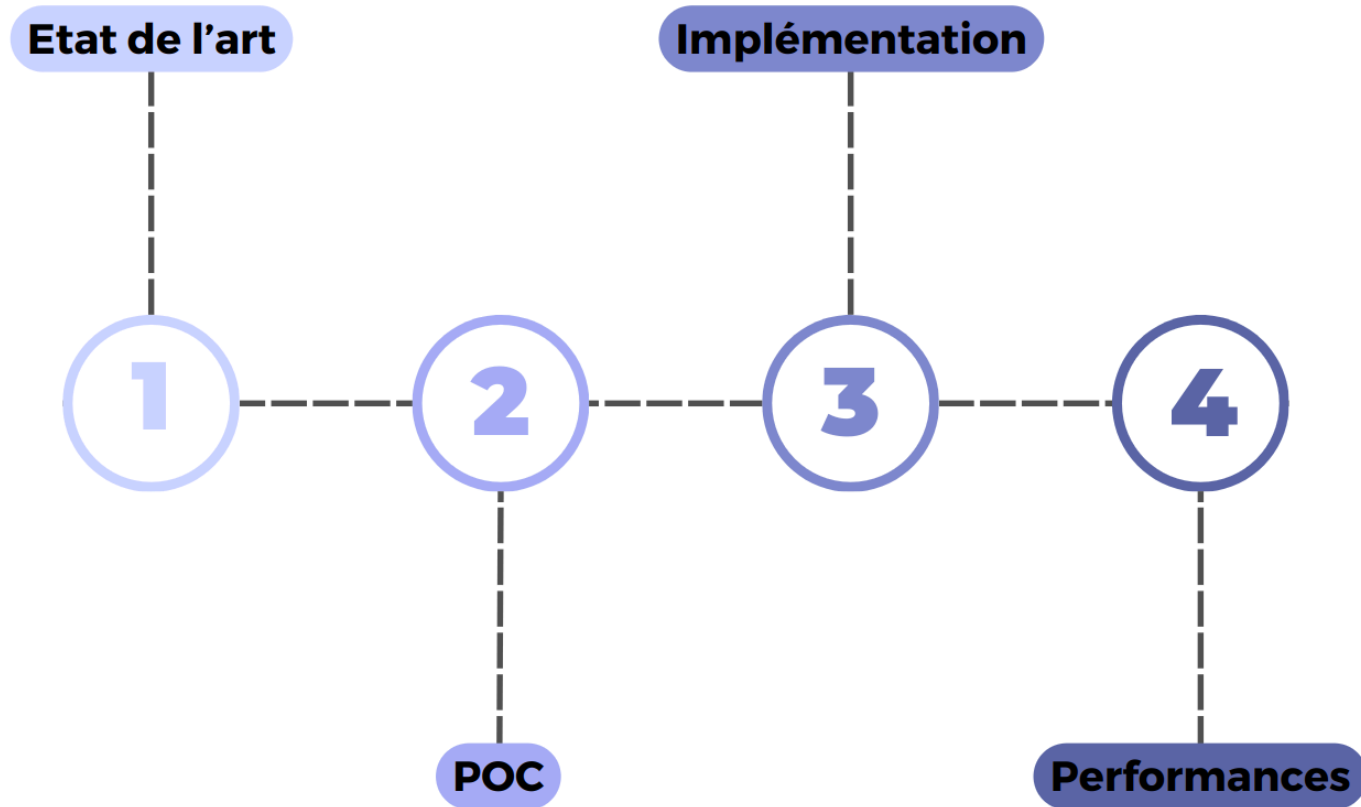 Etat de l’art
Implémentation
1
2
3
4
POC
Performances